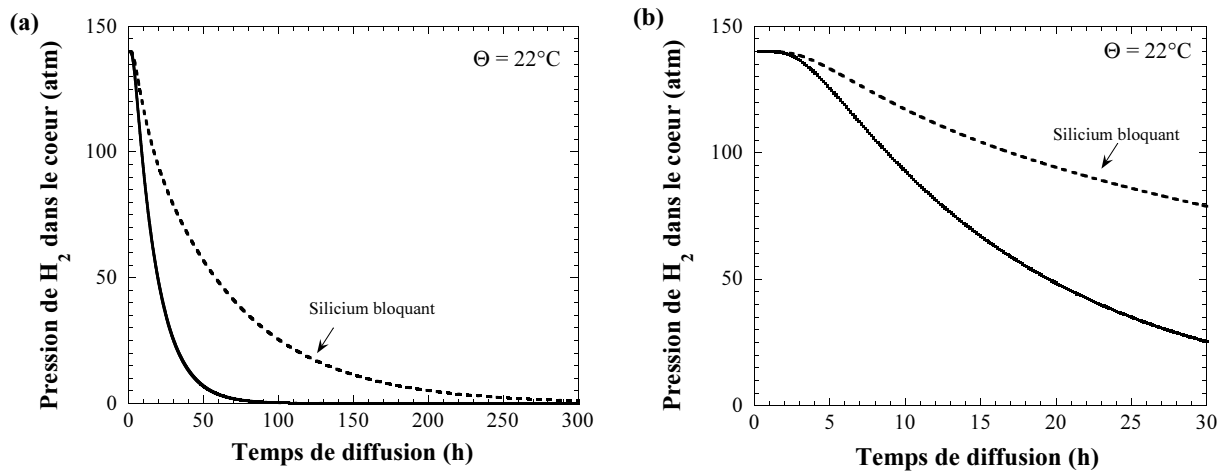 (a)
150
100
50
0
Pression de H2 dans le coeur (atm)
Θ = 22°C
Silicium bloquant
0 50 100 150 200 250 300
Temps de diffusion (h)
(b)
150
100
50
0
Pression de H2 dans le coeur (atm)
Θ = 22°C
Silicium bloquant
0 5 10 15 20 25 30
Temps de diffusion (h)